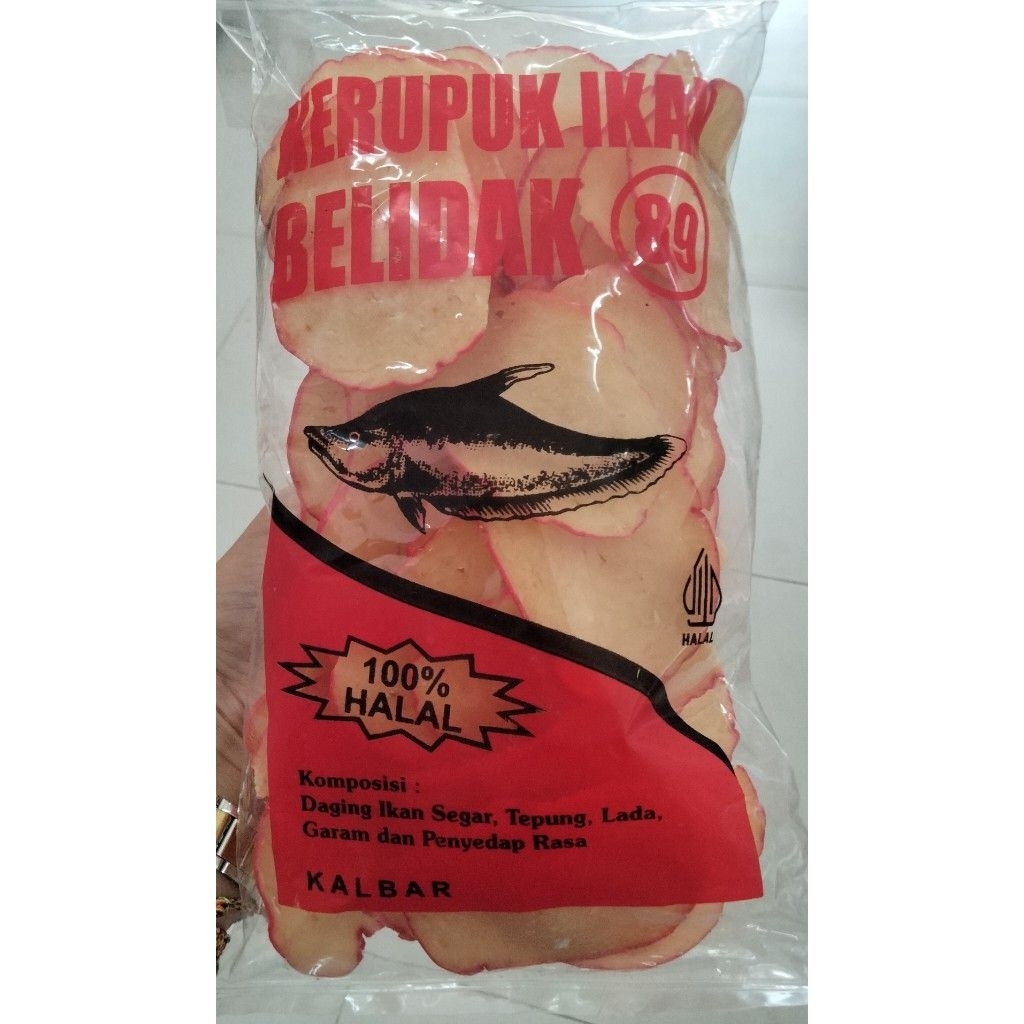 KERUPUK IKAN
BELIDAK 89
HALAL
100%
HALAL
Komposisi :
Daging Ikan Segar, Tepung, Lada,
Garam dan Penyedap Rasa
KALBAR